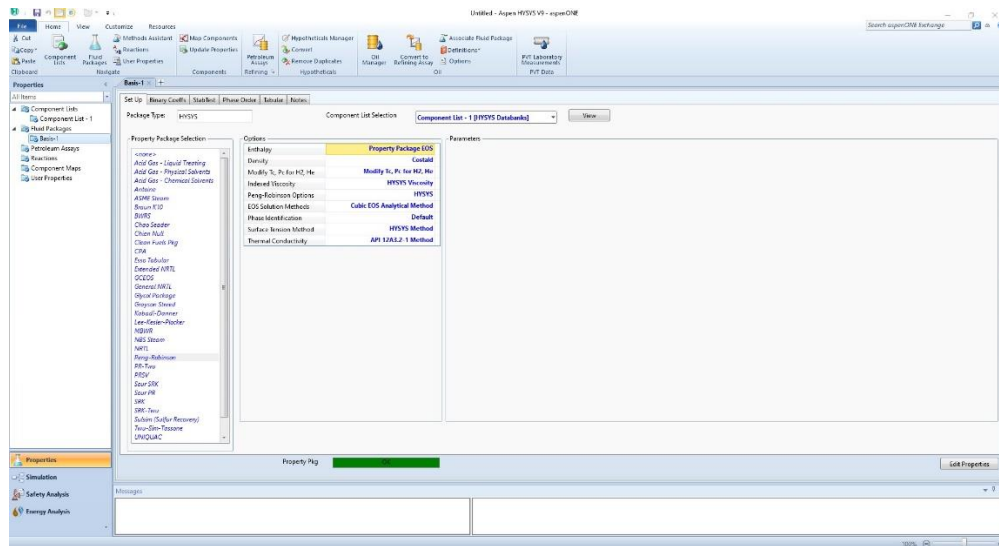 Untitled - Aspen HYSYS V9 - aspenONE
File Home View Customize Resources
Search aspenONE Exchange
Cut
Copy
Paste
Component Lists
Fluid Packages
Methods Assistant
Reactions
User Properties
Map Components
Update Properties
Petroleum Assays
Hypotheticals Manager
Convert
Remove Duplicates
Oil Manager
Convert to Refining Assay
Associate Fluid Package
Definitions
Options
PVT Laboratory Measurements
Clipboard Navigate Components Refining Hypotheticals Oil PVT Data
Properties
All Items
Component Lists
Component List - 1
Fluid Packages
Basis-1
Petroleum Assays
Reactions
Component Maps
User Properties
Basis-1
Set Up Binary Coeffs StabTest Phase Order Tabular Notes
Package Type: HYSYS
Component List Selection Component List - 1 [HYSYS Databanks] View
Property Package Selection
<none>
Acid Gas - Liquid Treating
Acid Gas - Physical Solvents
Acid Gas - Chemical Solvents
Antoine
ASME Steam
Braun K10
BWRS
Chao Seader
Chien Null
Clean Fuels Pkg
CPA
Esso Tabular
Extended NRTL
GCEOS
General NRTL
Glycol Package
Grayson Streed
Kabadi-Danner
Lee-Kesler-Plocker
MBWR
NBS Steam
NRTL
Peng-Robinson
PR-Twu
PRSV
Sour SRK
Sour PR
SRK
SRK-Twu
Sulsim (Sulfur Recovery)
Twu-Sim-Tassone
UNIQUAC
Options
Enthalpy Property Package EOS
Density Costald
Modify Tc, Pc for H2, He Modify Tc, Pc for H2, He
Indexed Viscosity HYSYS Viscosity
Peng-Robinson Options HYSYS
EOS Solution Methods Cubic EOS Analytical Method
Phase Identification Default
Surface Tension Method HYSYS Method
Thermal Conductivity API 12A3.2-1 Method
Parameters
Property Pkg OK
Edit Properties
Properties
Simulation
Safety Analysis
Energy Analysis
Messages
100%